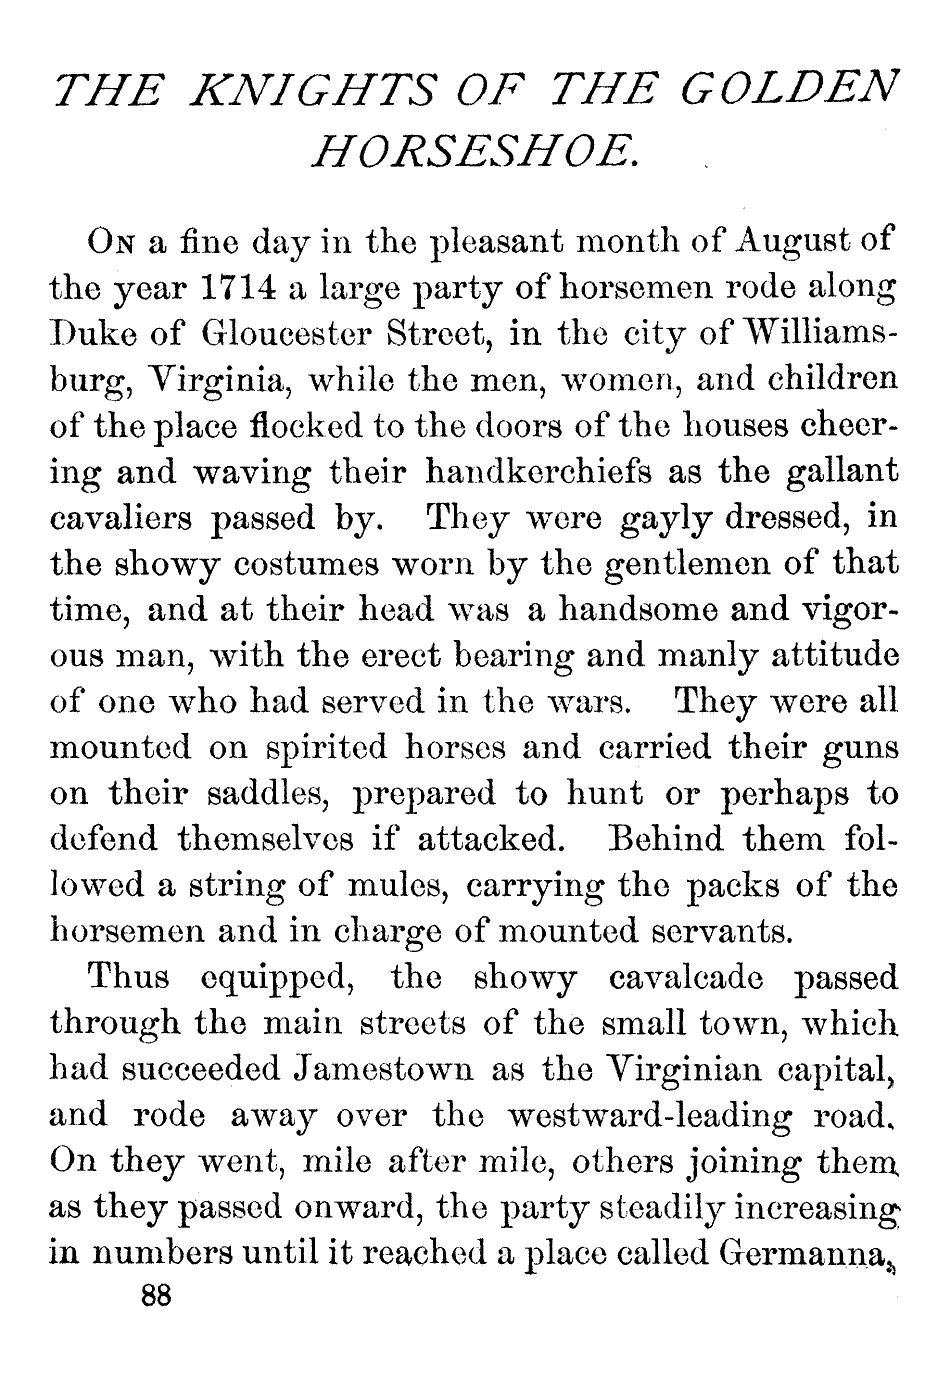 THE KNIGHTS OF THE GOLDEN
HORSESHOE.
On a fine day in the pleasant month of August of
the year 1714 a large party of horsemen rode along
Duke of Gloucester Street, in the city of Williams-
burg, Virginia, while the men, women, and children
of the place flocked to the doors of the houses cheer-
ing and waving their handkerchiefs as the gallant
cavaliers passed by. They were gayly dressed, in
the showy costumes worn by the gentlemen of that
time, and at their head was a handsome and vigor-
ous man, with the erect bearing and manly attitude
of one who had served in the wars. They were all
mounted on spirited horses and carried their guns
on their saddles, prepared to hunt or perhaps to
defend themselves if attacked. Behind them fol-
lowed a string of mules, carrying the packs of the
horsemen and in charge of mounted servants.
Thus equipped, the showy cavalcade passed
through the main streets of the small town, which
had succeeded Jamestown as the Virginian capital,
and rode away over the westward-leading road.
On they went, mile after mile, others joining them
as they passed onward, the party steadily increasing
in numbers until it reached a place called Germanna,
88